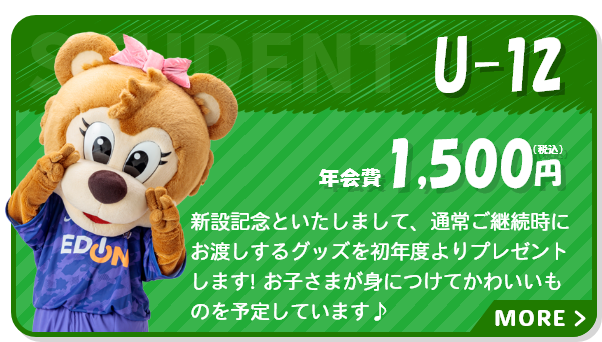 STUDENT
U-12
年会費 1,500円(税込)
新設記念といたしまして、通常ご継続時に
お渡しするグッズを初年度よりプレゼント
します! お子さまが身につけてかわいいも
のを予定しています♪
EDION
MORE >